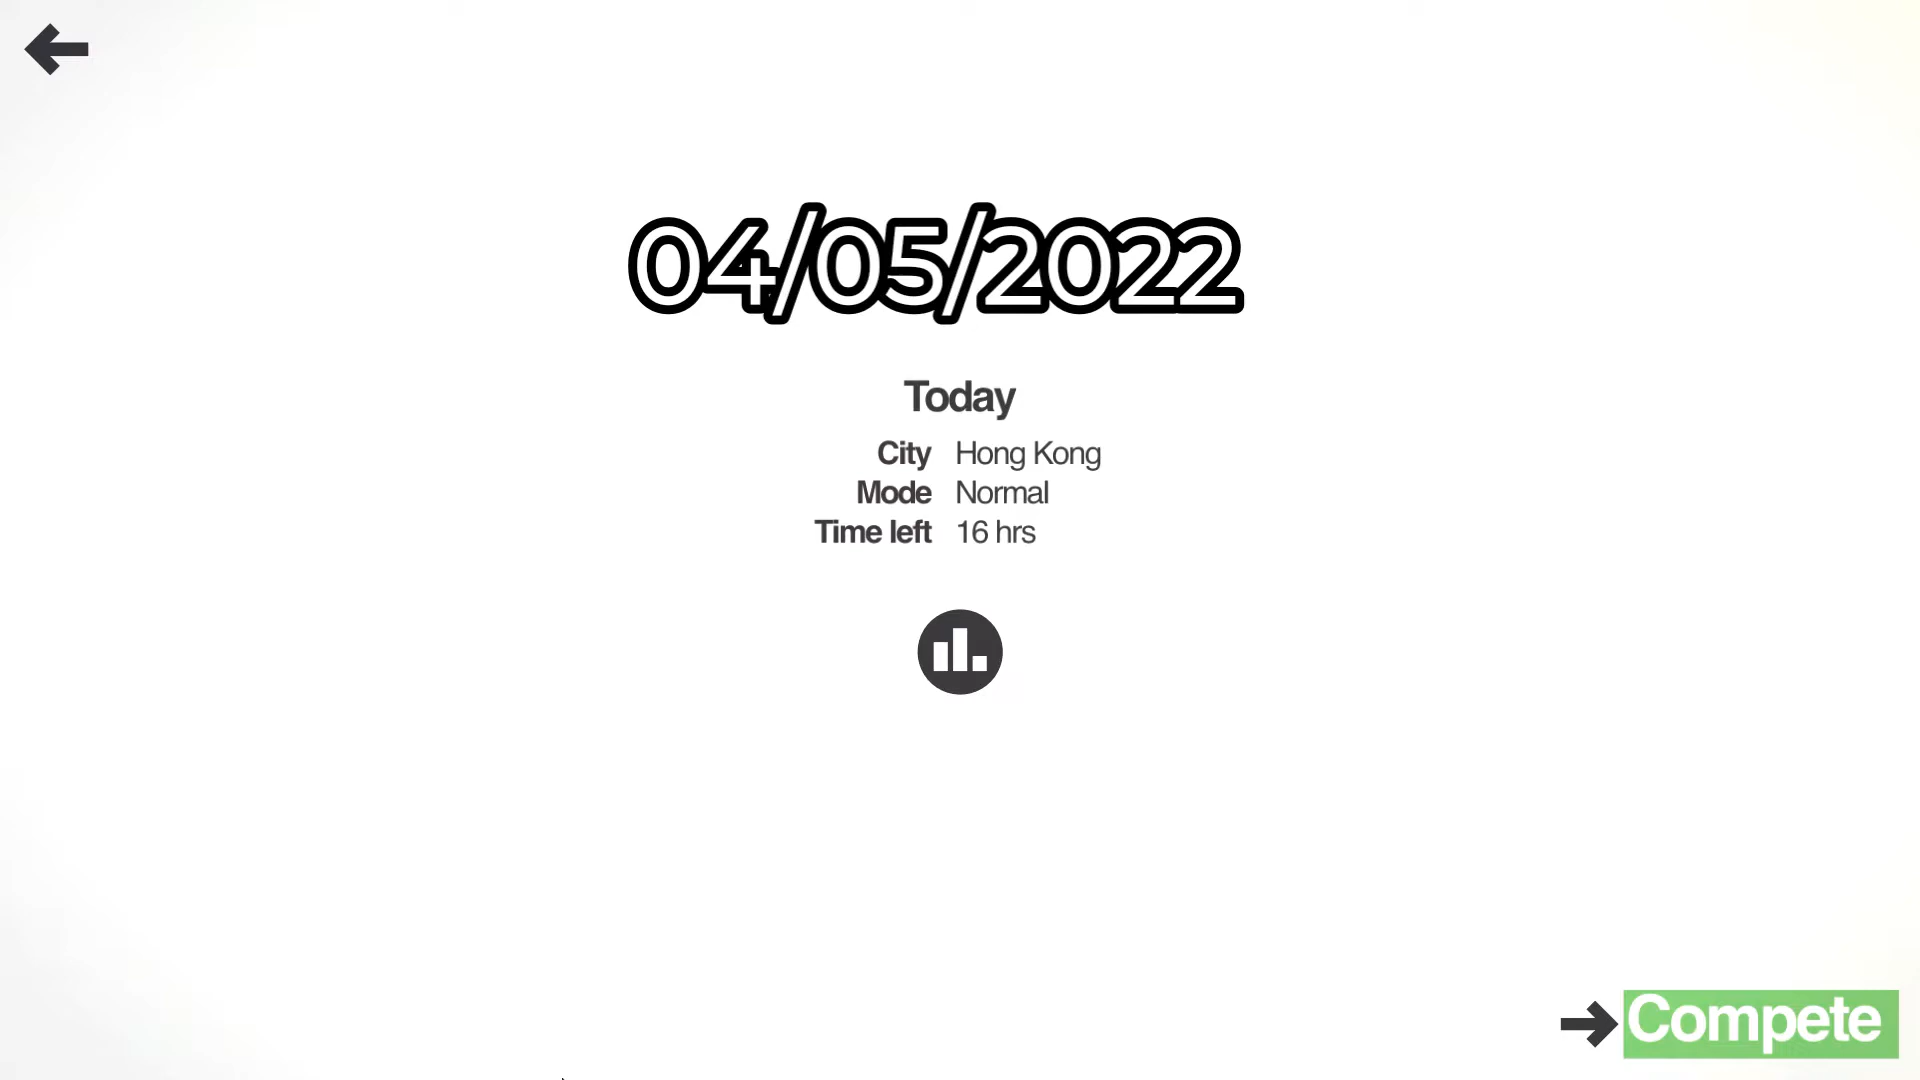 04/05/2022
Today
City Hong Kong
Mode Normal
Time left 16 hrs
Compete